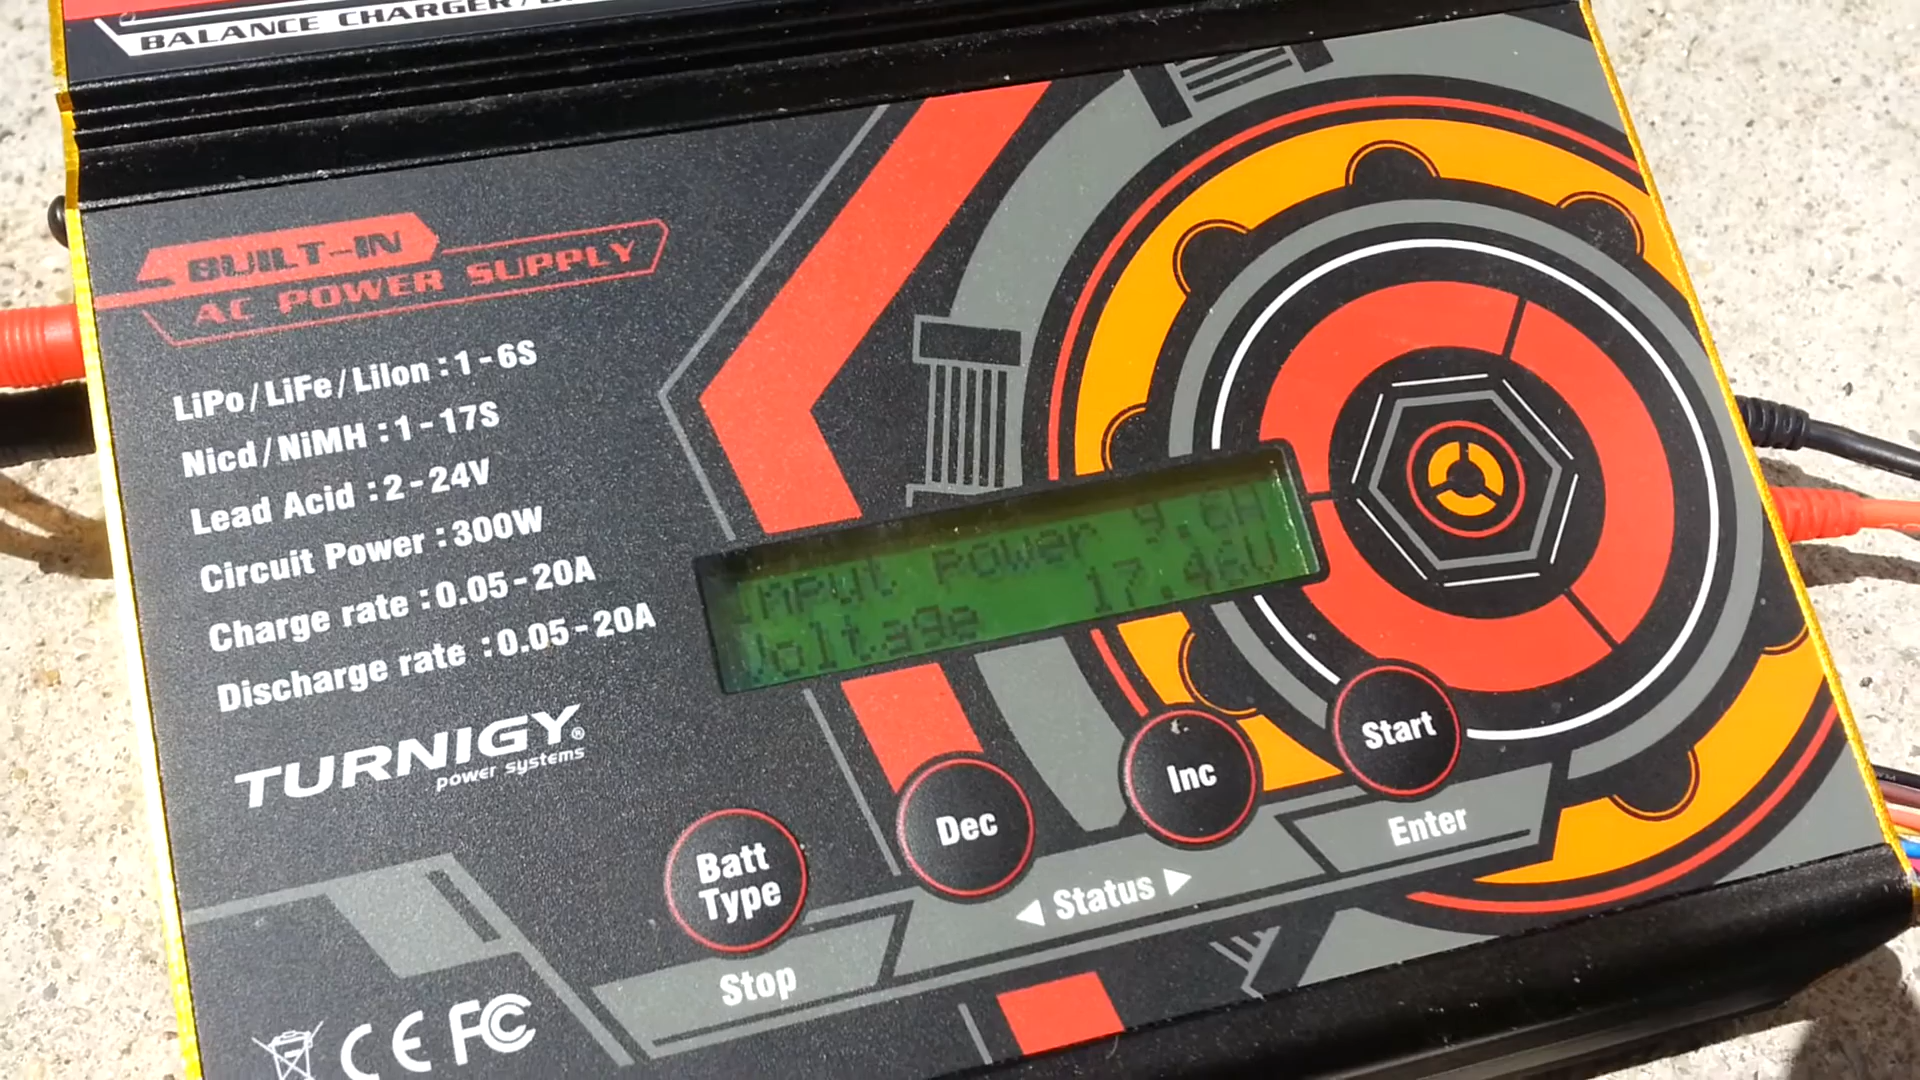 BALANCE CHARGER/
BUILT-IN
AC POWER SUPPLY
LiPo/LiFe/LiIon :1-6S
Nicd/NiMH :1-17S
Lead Acid :2-24V
Circuit Power :300W
Charge rate :0.05-20A
Discharge rate :0.05-20A
TURNIGY®
power systems
Input Power
Voltage 17.46V
Batt
Type
Dec
Inc
Start
Stop
◀ Status ▶
Enter
CE FC